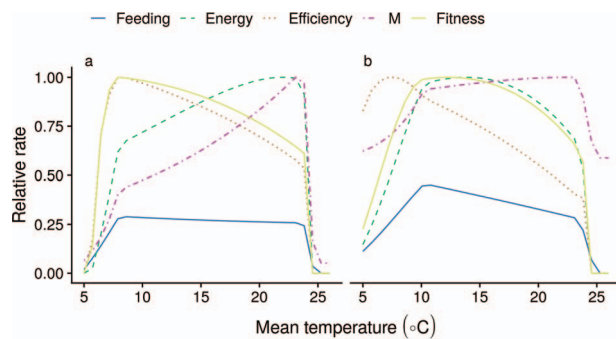 Feeding Energy Efficiency M Fitness
a b
1.00
0.75
0.50
0.25
0.00
Relative rate
5 10 15 20 25 5 10 15 20 25
Mean temperature (∘C)